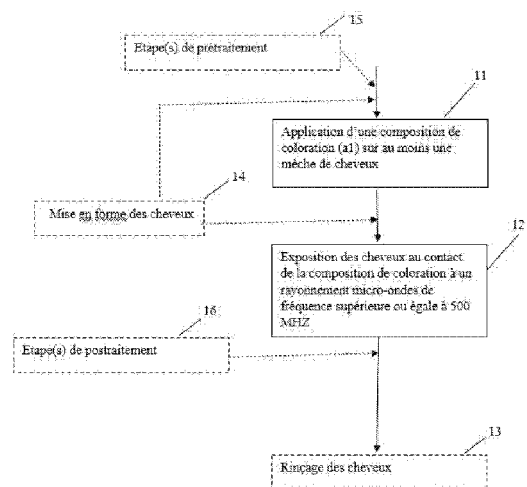 15
Etape(s) de prétraitement
11
Application d'une composition de
coloration (a1) sur au moins une
mèche de cheveux
14
Mise en forme des cheveux
12
Exposition des cheveux au contact
de la composition de coloration à un
rayonnement micro-ondes de
fréquence supérieure ou égale à 500
MHZ
16
Etape(s) de postraitement
13
Rinçage des cheveux